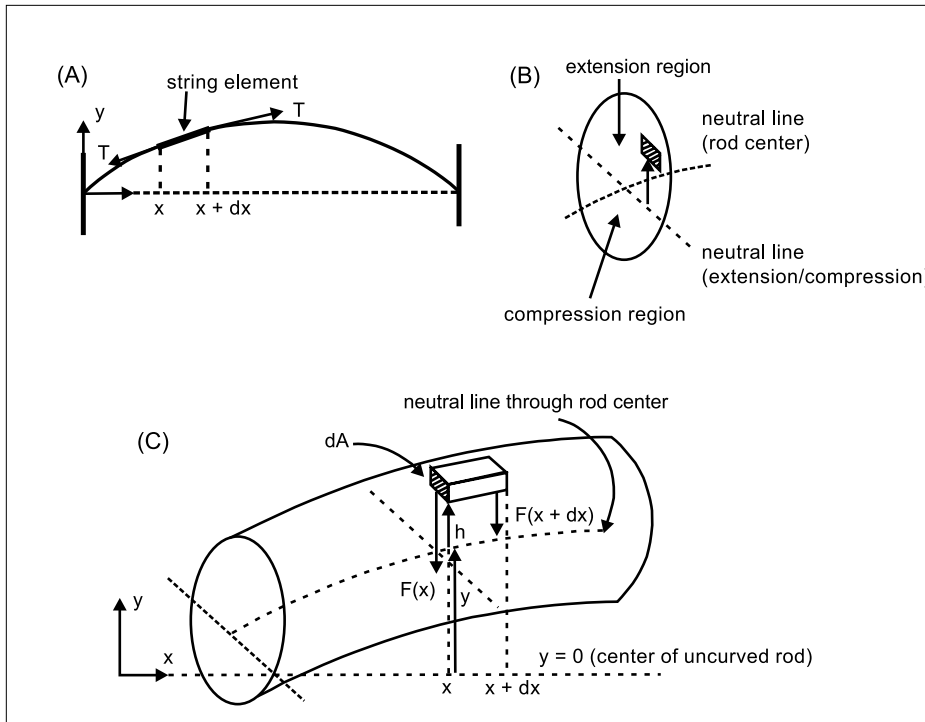 (A)
string element
y
T
T
x
x + dx
(B)
extension region
neutral line
(rod center)
neutral line
(extension/compression)
compression region
(C)
neutral line through rod center
dA
h
F(x + dx)
F(x)
y
y
x
y = 0 (center of uncurved rod)
x
x + dx